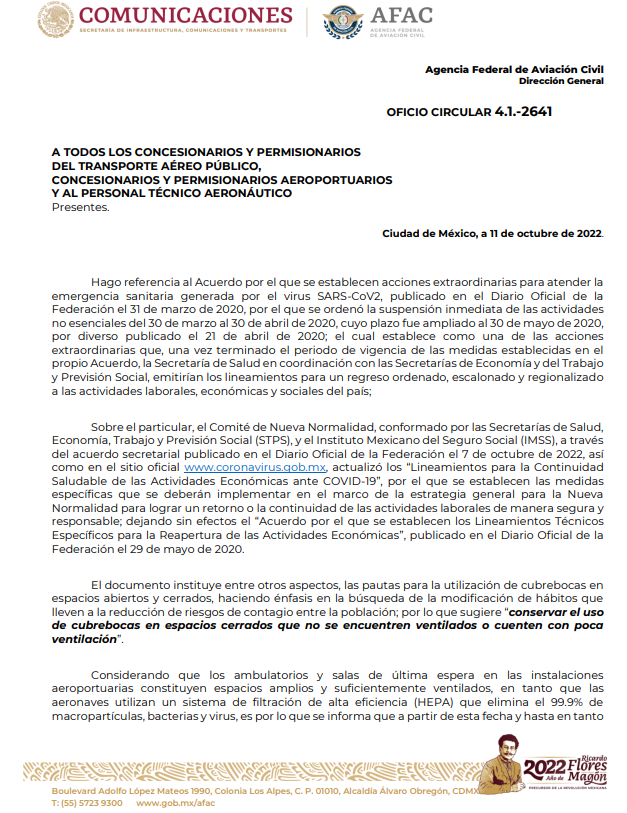 COMUNICACIONES
SECRETARÍA DE INFRAESTRUCTURA, COMUNICACIONES Y TRANSPORTES
AFAC
AGENCIA FEDERAL
DE AVIACIÓN CIVIL
Agencia Federal de Aviación Civil
Dirección General
OFICIO CIRCULAR 4.1.-2641
A TODOS LOS CONCESIONARIOS Y PERMISIONARIOS
DEL TRANSPORTE AÉREO PÚBLICO,
CONCESIONARIOS Y PERMISIONARIOS AEROPORTUARIOS
Y AL PERSONAL TÉCNICO AERONÁUTICO
Presentes.
Ciudad de México, a 11 de octubre de 2022.
Hago referencia al Acuerdo por el que se establecen acciones extraordinarias para atender la
emergencia sanitaria generada por el virus SARS-CoV2, publicado en el Diario Oficial de la
Federación el 31 de marzo de 2020, por el que se ordenó la suspensión inmediata de las actividades
no esenciales del 30 de marzo al 30 de abril de 2020, cuyo plazo fue ampliado al 30 de mayo de 2020,
por diverso publicado el 21 de abril de 2020; el cual establece como una de las acciones
extraordinarias que, una vez terminado el periodo de vigencia de las medidas establecidas en el
propio Acuerdo, la Secretaría de Salud en coordinación con las Secretarías de Economía y del Trabajo
y Previsión Social, emitirían los lineamientos para un regreso ordenado, escalonado y regionalizado
a las actividades laborales, económicas y sociales del país;
Sobre el particular, el Comité de Nueva Normalidad, conformado por las Secretarías de Salud,
Economía, Trabajo y Previsión Social (STPS), y el Instituto Mexicano del Seguro Social (IMSS), a través
del acuerdo secretarial publicado en el Diario Oficial de la Federación el 7 de octubre de 2022, así
como en el sitio oficial www.coronavirus.gob.mx, actualizó los “Lineamientos para la Continuidad
Saludable de las Actividades Económicas ante COVID-19”, por el que se establecen las medidas
específicas que se deberán implementar en el marco de la estrategia general para la Nueva
Normalidad para lograr un retorno o la continuidad de las actividades laborales de manera segura y
responsable; dejando sin efectos el “Acuerdo por el que se establecen los Lineamientos Técnicos
Específicos para la Reapertura de las Actividades Económicas”, publicado en el Diario Oficial de la
Federación el 29 de mayo de 2020.
El documento instituye entre otros aspectos, las pautas para la utilización de cubrebocas en
espacios abiertos y cerrados, haciendo énfasis en la búsqueda de la modificación de hábitos que
lleven a la reducción de riesgos de contagio entre la población; por lo que sugiere “conservar el uso
de cubrebocas en espacios cerrados que no se encuentren ventilados o cuenten con poca
ventilación”.
Considerando que los ambulatorios y salas de última espera en las instalaciones
aeroportuarias constituyen espacios amplios y suficientemente ventilados, en tanto que las
aeronaves utilizan un sistema de filtración de alta eficiencia (HEPA) que elimina el 99.9% de
macropartículas, bacterias y virus, es por lo que se informa que a partir de esta fecha y hasta en tanto
2022 Ricardo
Flores
Año de Magón
PRECURSOR DE LA REVOLUCIÓN MEXICANA
Boulevard Adolfo López Mateos 1990, Colonia Los Alpes, C. P. 01010, Alcaldía Álvaro Obregón, CDMX
T: (55) 5723 9300 www.gob.mx/afac